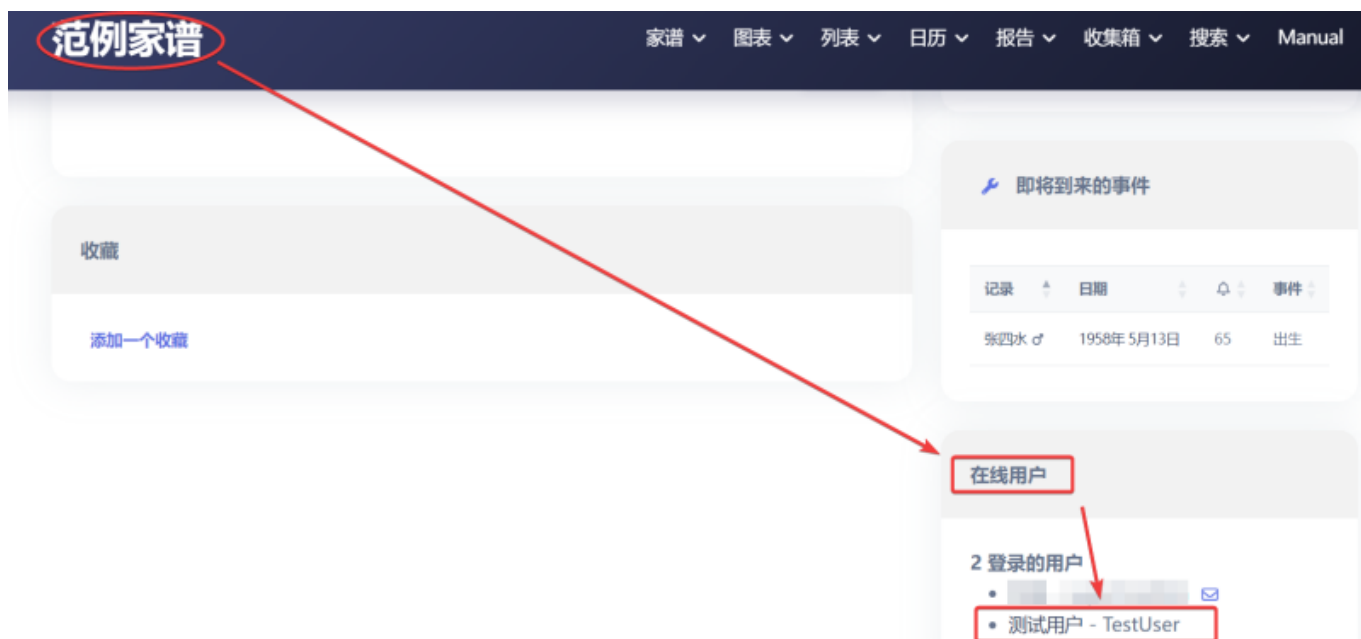 范例家谱 家谱 图表 列表 日历 报告 收集箱 搜索 Manual
即将到来的事件
收藏
记录 日期 事件
添加一个收藏
张四水 ♂ 1958年 5月13日 65 出生
在线用户
2 登录的用户
• 测试用户 - TestUser